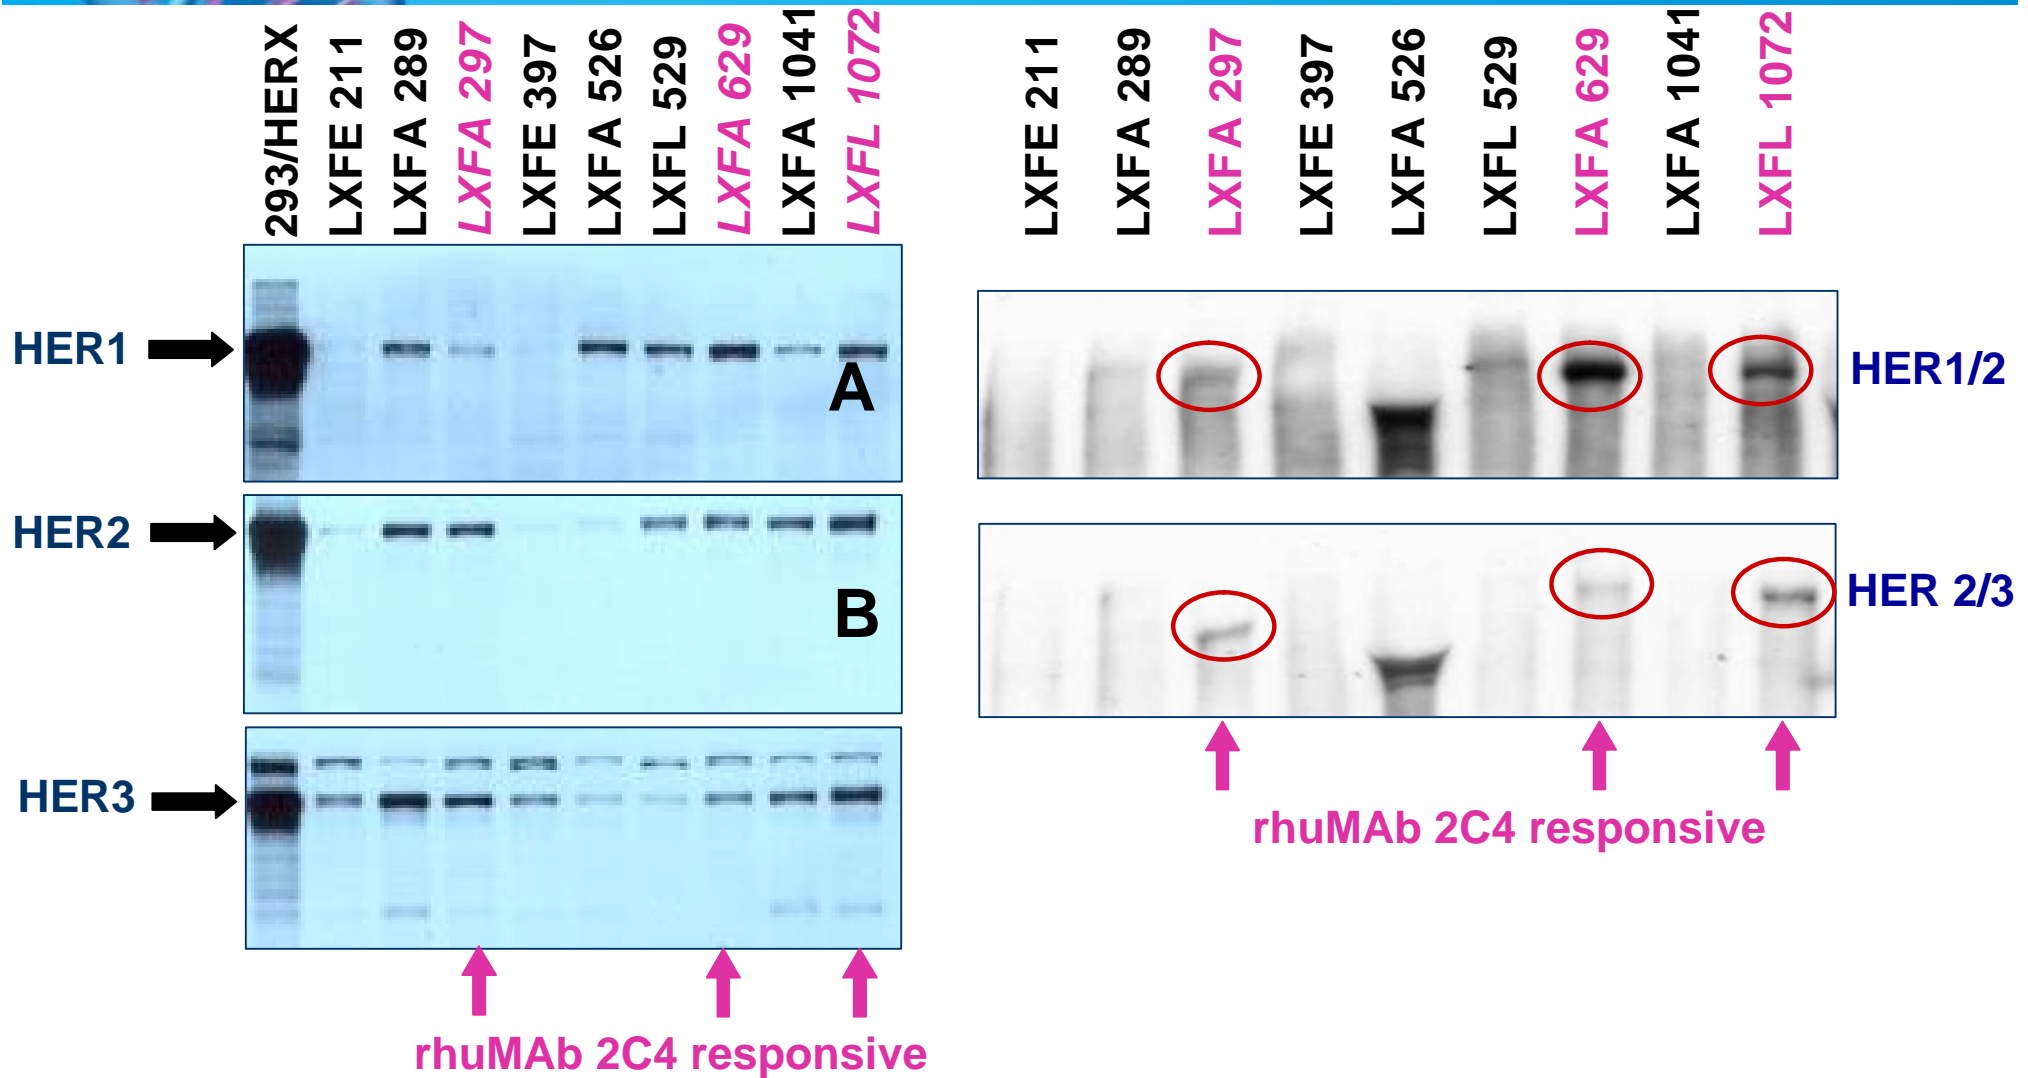 293/HERX
LXFE 211
LXFA 289
LXFA 297
LXFE 397
LXFA 526
LXFL 529
LXFA 629
LXFA 1041
LXFL 1072
LXFE 211
LXFA 289
LXFA 297
LXFE 397
LXFA 526
LXFL 529
LXFA 629
LXFA 1041
LXFL 1072
HER1
A
HER1/2
HER2
B
HER 2/3
HER3
rhuMAb 2C4 responsive
rhuMAb 2C4 responsive